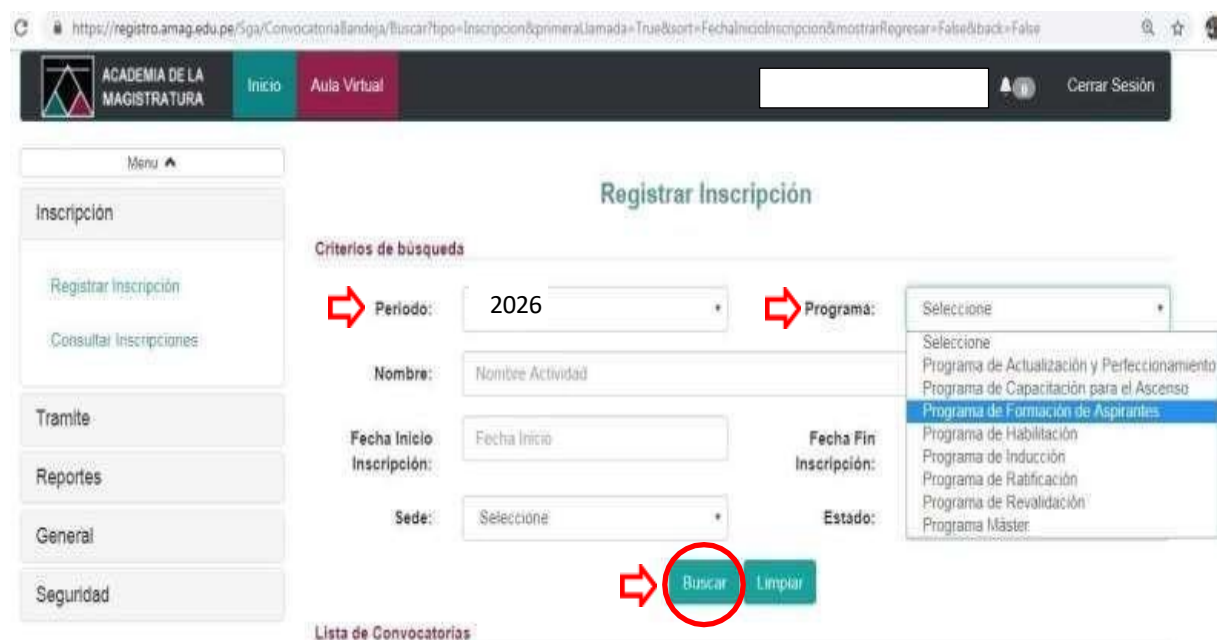 https://registro.amag.edu.pe/Sga/ConvocatoriaBandeja/Buscar?tipo=Inscripcion&primeraLlamada=True&sort=FechaInicioInscripcion&mostrarRegresar=False&back=False
ACADEMIA DE LA
MAGISTRATURA
Inicio
Aula Virtual
0
Cerrar Sesión
Menu
Inscripción
Registrar Inscripción
Consultar Inscripciones
Tramite
Reportes
General
Seguridad
Registrar Inscripción
Criterios de búsqueda
Periodo:
2026
Programa:
Seleccione
Seleccione
Programa de Actualización y Perfeccionamiento
Programa de Capacitación para el Ascenso
Programa de Formación de Aspirantes
Programa de Habilitación
Programa de Inducción
Programa de Ratificación
Programa de Revalidación
Programa Máster
Nombre:
Nombre Actividad
Fecha Inicio
Inscripción:
Fecha Inicio
Fecha Fin
Inscripción:
Sede:
Seleccione
Estado:
Buscar
Limpiar
Lista de Convocatorias